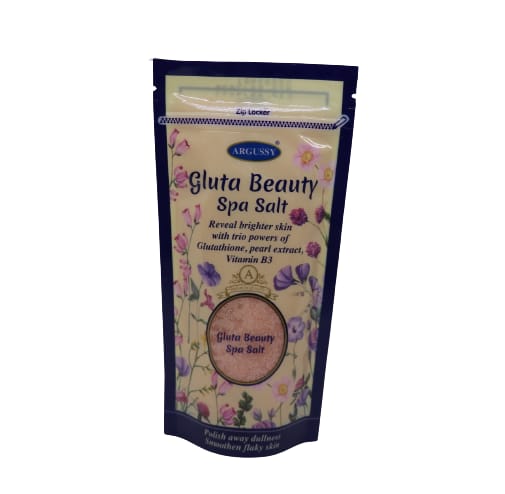 Zip Locker
ARGUSSY®
Gluta Beauty
Spa Salt
Reveal brighter skin
with trio powers of
Glutathione, pearl extract,
Vitamin B3
A
Gluta Beauty
Spa Salt
Polish away dullness
Smoothen flaky skin